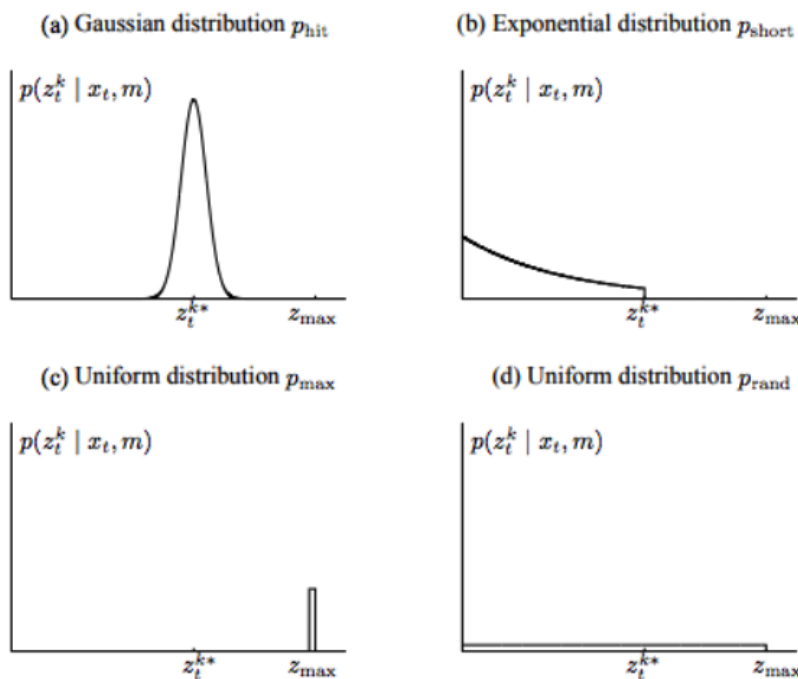 (a) Gaussian distribution p_hit
(b) Exponential distribution p_short
p(z_t^k | x_t, m)
p(z_t^k | x_t, m)
z_t^{k*} z_max
z_t^{k*} z_max
(c) Uniform distribution p_max
(d) Uniform distribution p_rand
p(z_t^k | x_t, m)
p(z_t^k | x_t, m)
z_t^{k*} z_max
z_t^{k*} z_max